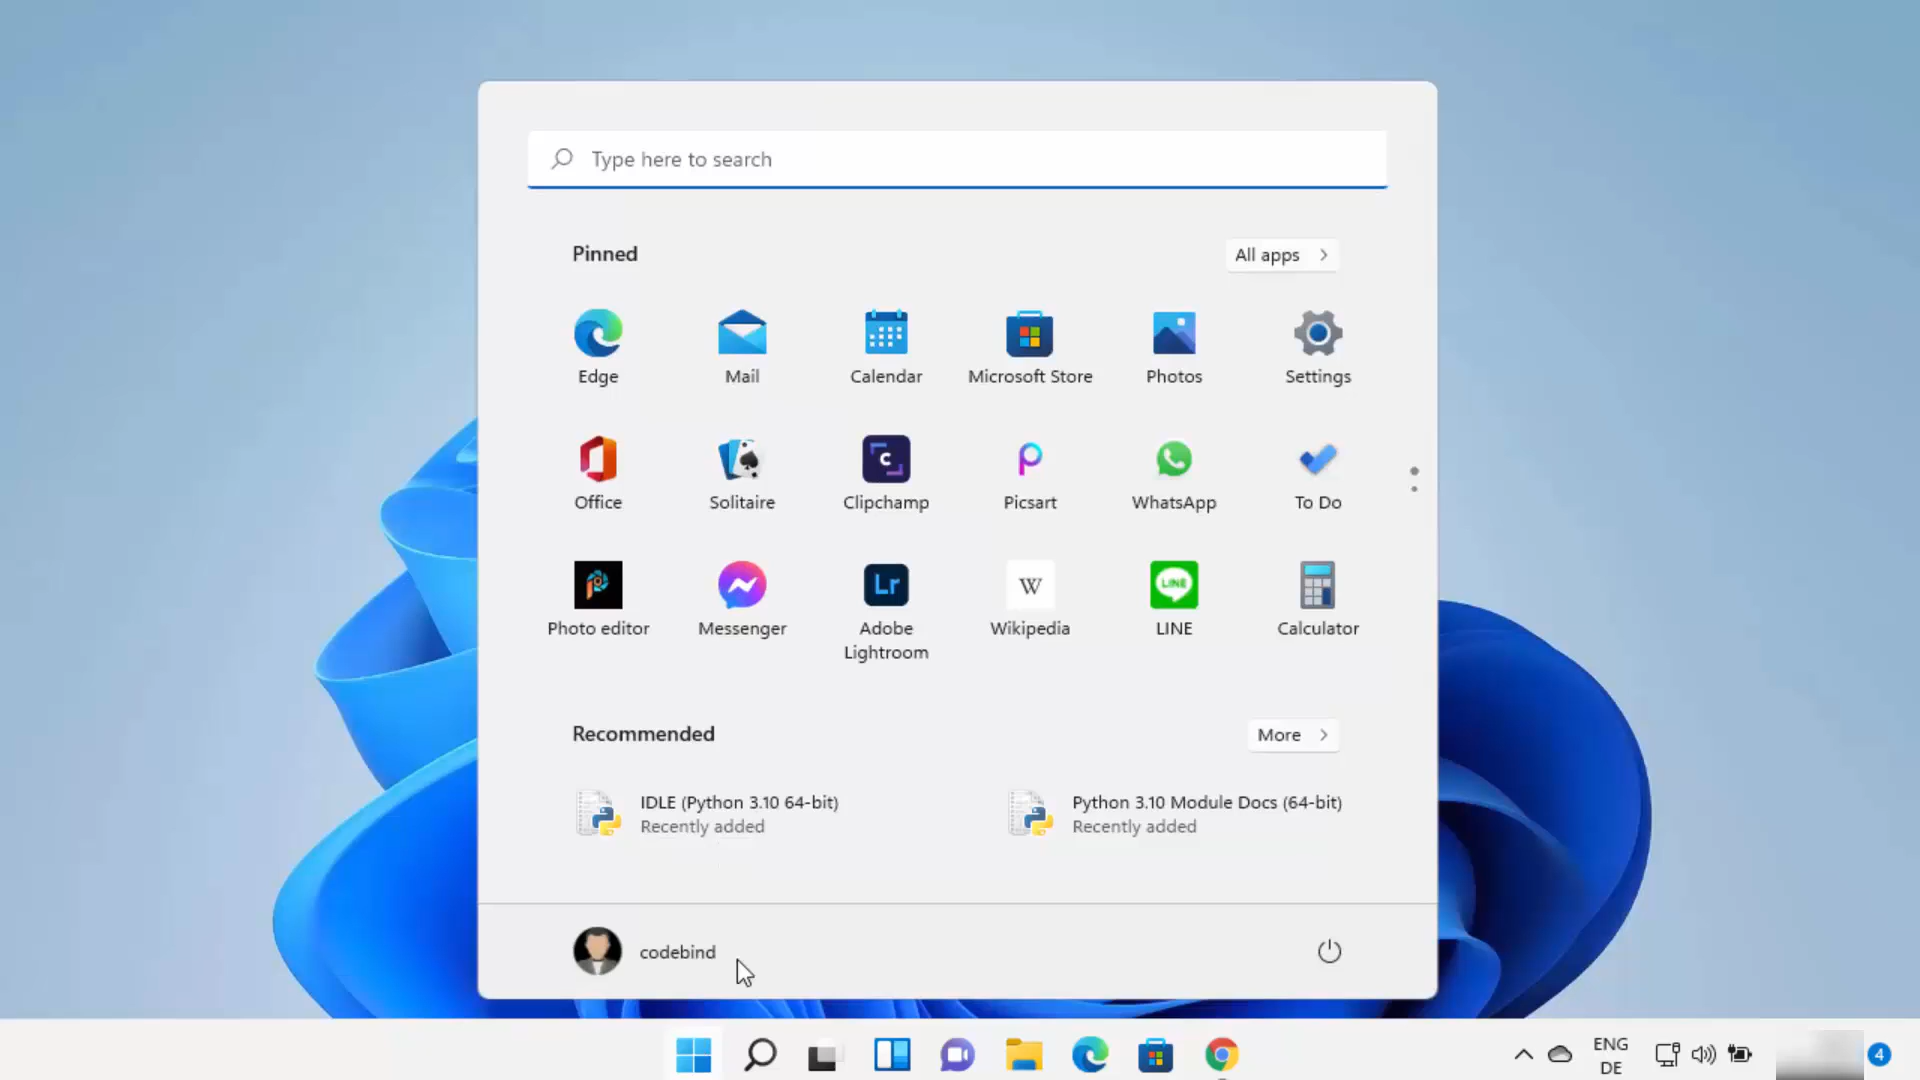 Type here to search
Pinned
All apps
Edge
Mail
Calendar
Microsoft Store
Photos
Settings
Office
Solitaire
C
Clipchamp
Picsart
WhatsApp
To Do
Photo editor
Messenger
Lr
Adobe
Lightroom
W
Wikipedia
LINE
LINE
Calculator
Recommended
More
IDLE (Python 3.10 64-bit)
Recently added
Python 3.10 Module Docs (64-bit)
Recently added
codebind
ENG
DE
4